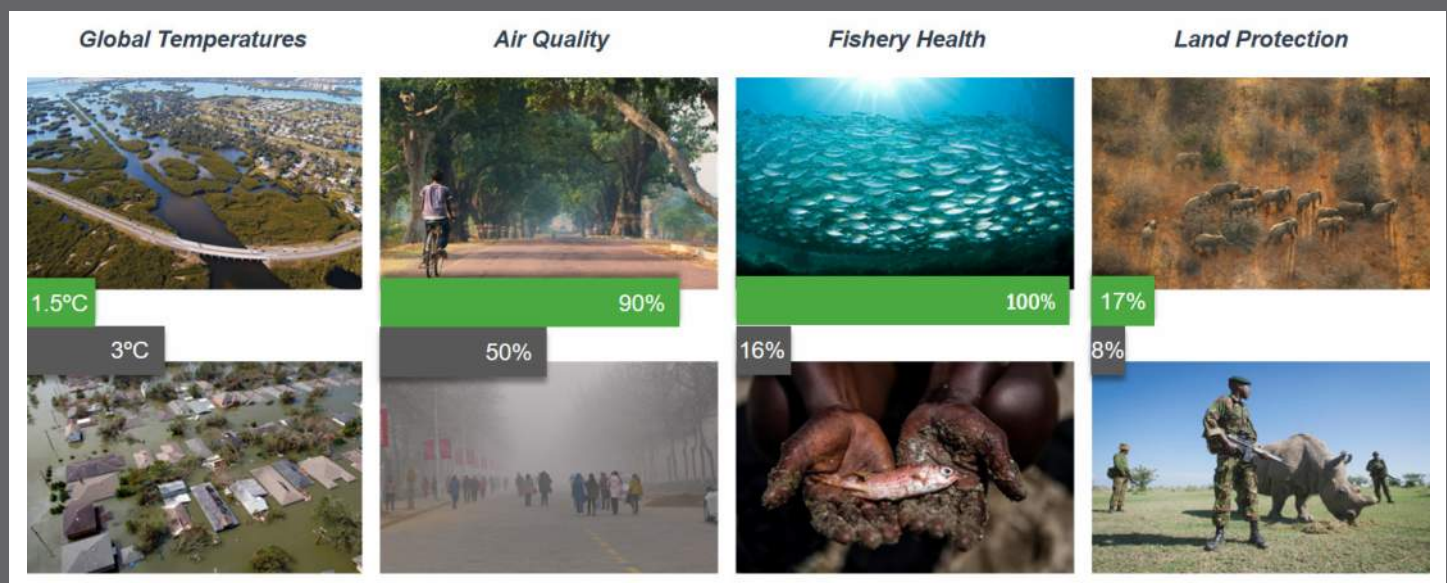 Global Temperatures
Air Quality
Fishery Health
Land Protection
1.5ºC
90%
100%
17%
3ºC
50%
16%
8%